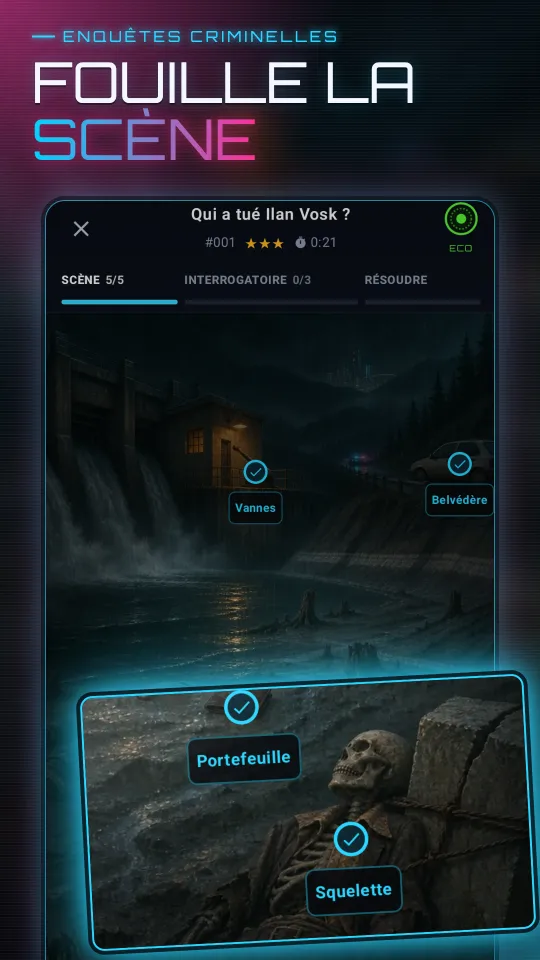 ENQUÊTES CRIMINELLES
FOUILLE LA
SCÈNE
Qui a tué Ilan Vosk ?
#001 ★★★ 0:21
ECO
SCÈNE 5/5 INTERROGATOIRE 0/3 RÉSOUDRE
Vannes
Belvédère
Portefeuille
Squelette